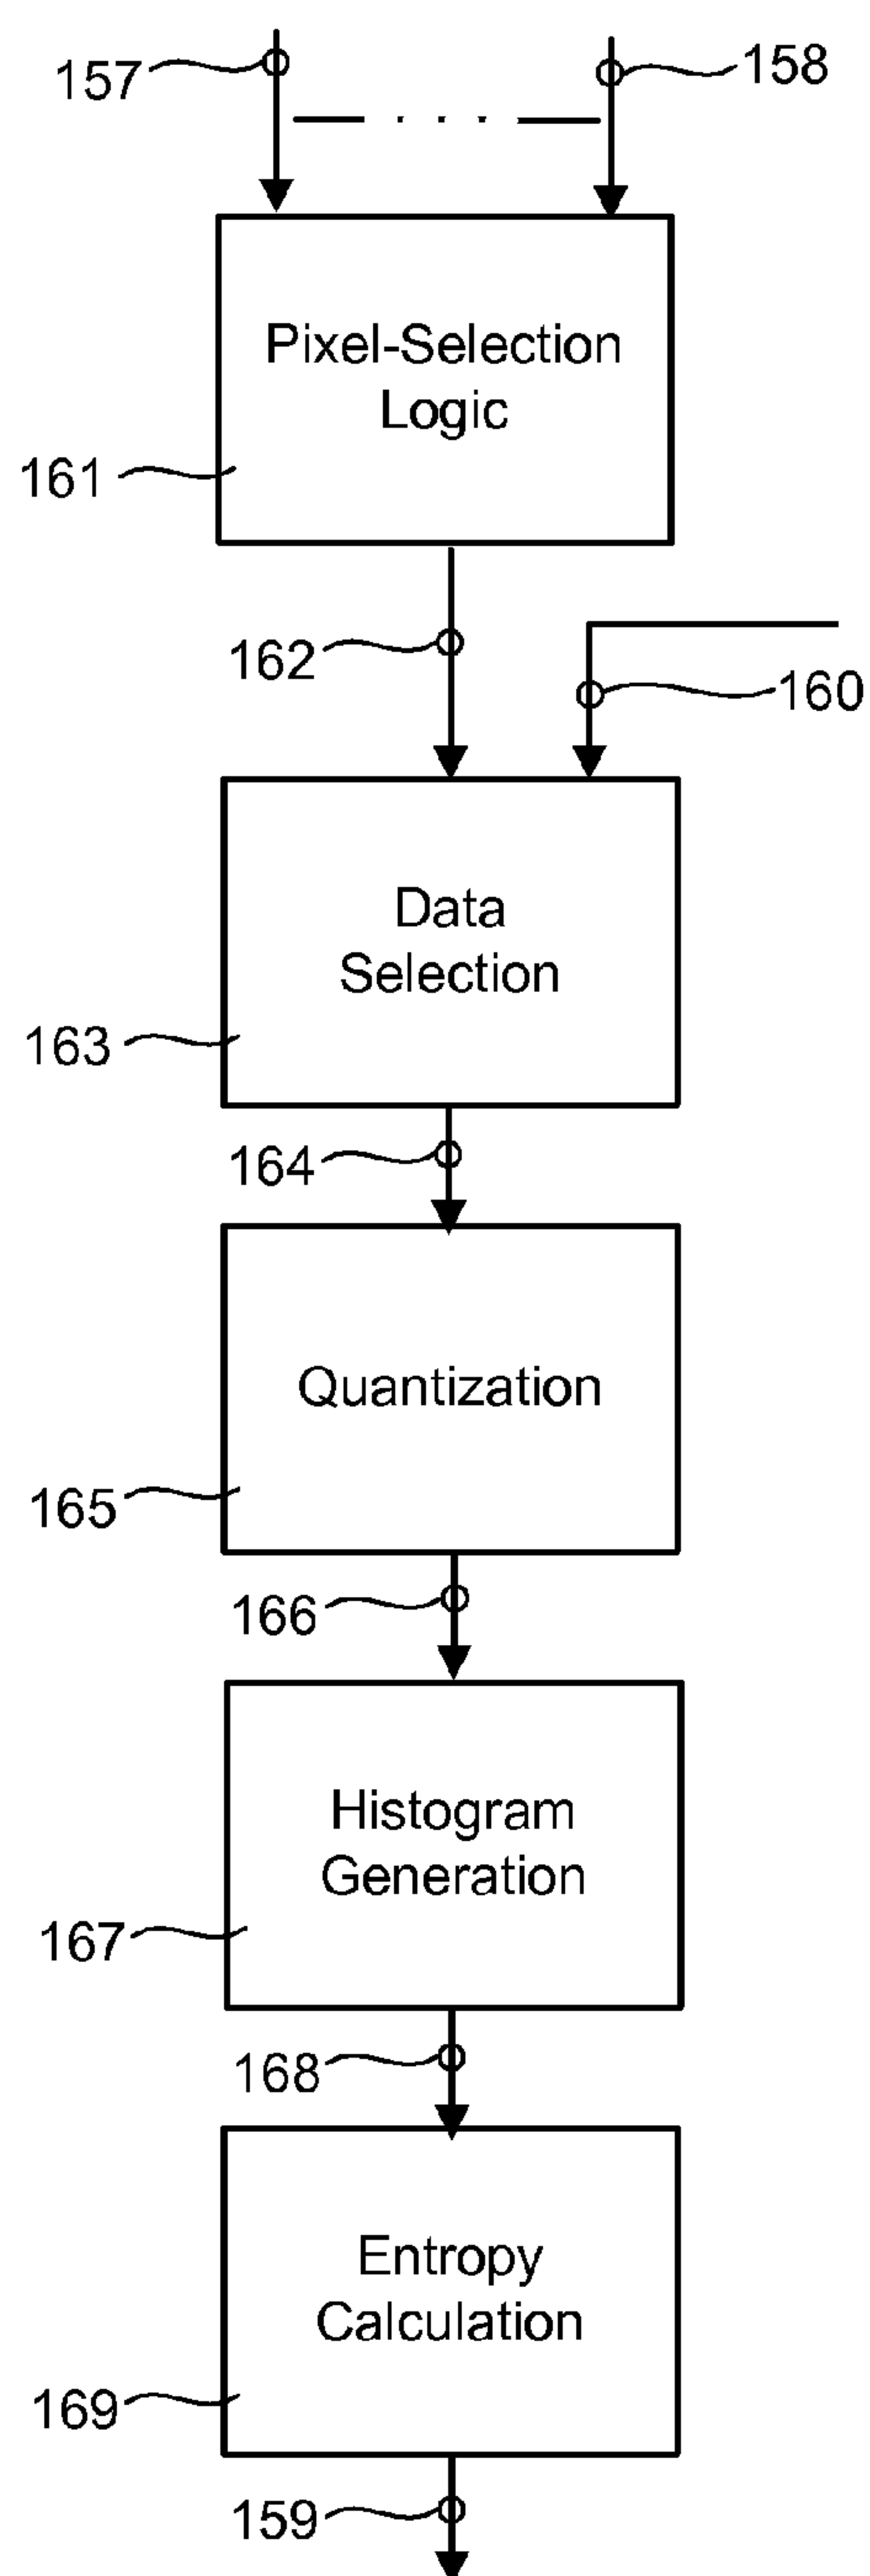 157
158
Pixel-Selection
Logic
161
162
160
Data
Selection
163
164
Quantization
165
166
Histogram
Generation
167
168
Entropy
Calculation
169
159